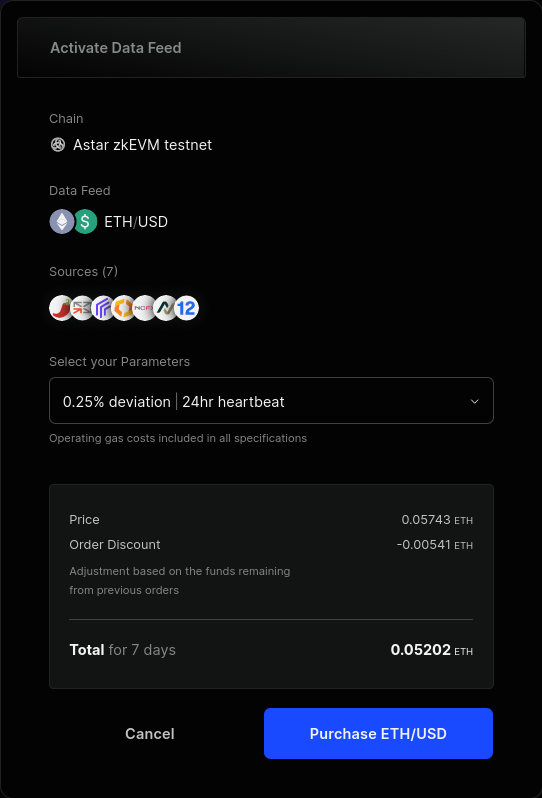 Activate Data Feed
Chain
Astar zkEVM testnet
Data Feed
$ ETH/USD
Sources (7)
12
Select your Parameters
0.25% deviation | 24hr heartbeat
Operating gas costs included in all specifications
Price 0.05743 ETH
Order Discount -0.00541 ETH
Adjustment based on the funds remaining
from previous orders
Total for 7 days 0.05202 ETH
Cancel Purchase ETH/USD